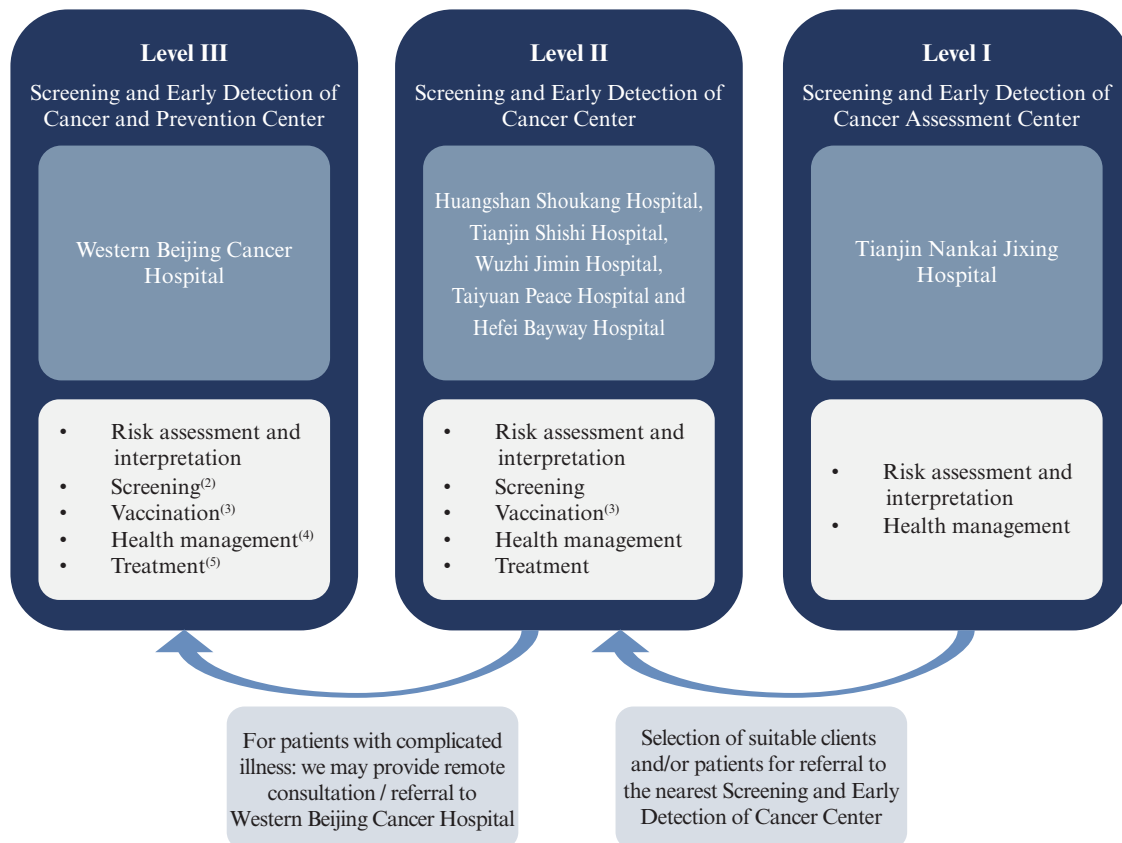 Level III
Screening and Early Detection of
Cancer and Prevention Center
Western Beijing Cancer
Hospital
• Risk assessment and
interpretation
• Screening(2)
• Vaccination(3)
• Health management(4)
• Treatment(5)
Level II
Screening and Early Detection of
Cancer Center
Huangshan Shoukang Hospital,
Tianjin Shishi Hospital,
Wuzhi Jimin Hospital,
Taiyuan Peace Hospital and
Hefei Bayway Hospital
• Risk assessment and
interpretation
• Screening
• Vaccination(3)
• Health management
• Treatment
Level I
Screening and Early Detection of
Cancer Assessment Center
Tianjin Nankai Jixing
Hospital
• Risk assessment and
interpretation
• Health management
For patients with complicated
illness: we may provide remote
consultation / referral to
Western Beijing Cancer Hospital
Selection of suitable clients
and/or patients for referral to
the nearest Screening and Early
Detection of Cancer Center